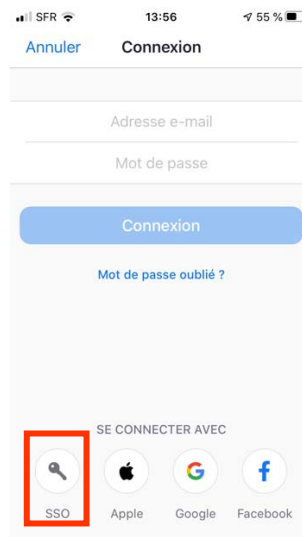 SFR 13:56 55 %
Annuler Connexion
Adresse e-mail
Mot de passe
Connexion
Mot de passe oublié ?
SE CONNECTER AVEC
SSO Apple Google Facebook